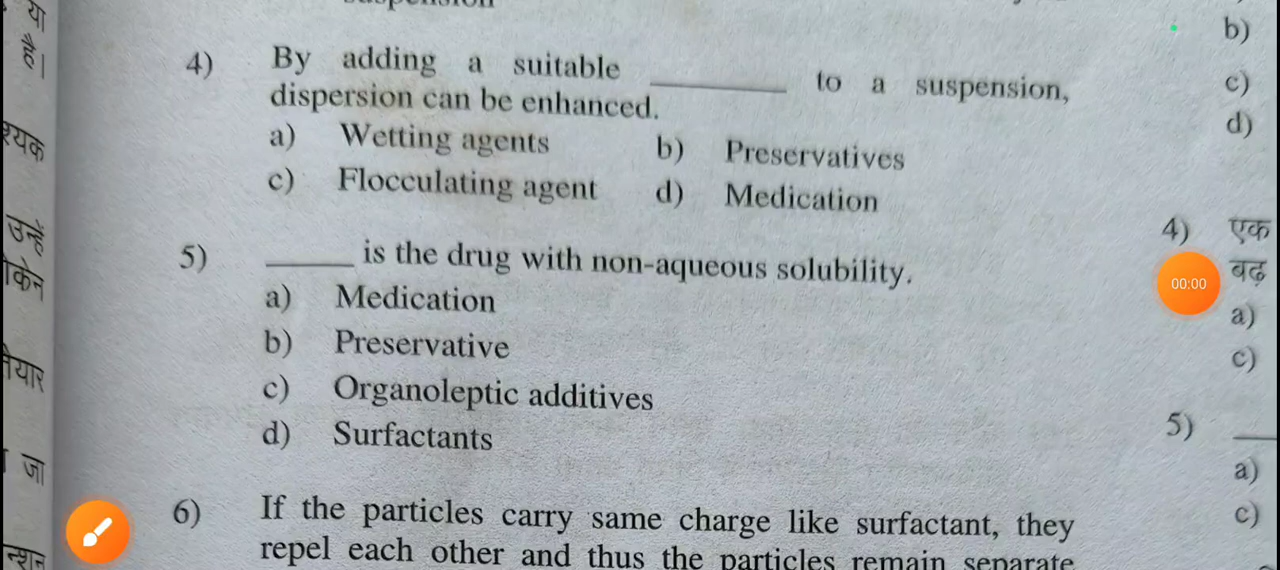 suspension
4) By adding a suitable ________ to a suspension,
dispersion can be enhanced.
a) Wetting agents b) Preservatives
c) Flocculating agent d) Medication
5) ______ is the drug with non-aqueous solubility.
a) Medication
b) Preservative
c) Organoleptic additives
d) Surfactants
6) If the particles carry same charge like surfactant, they
repel each other and thus the particles remain separate
या
है।
श्यक
उन्हें
तैयार
जा
b)
c)
d)
4) एक
बढ़
a)
c)
5) __
a)
c)
00:00